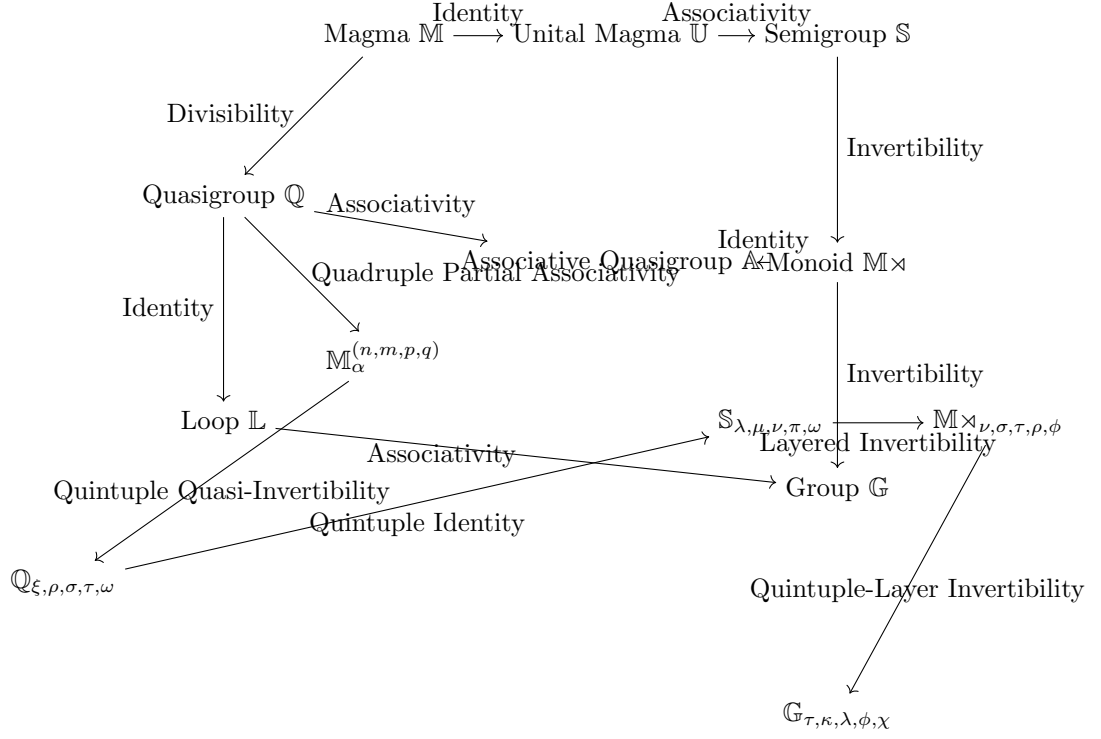 Identity
Associativity
Magma 𝕄
Unital Magma 𝕌
Semigroup 𝕊
Divisibility
Invertibility
Quasigroup ℚ
Associativity
Identity
Associative Quasigroup 𝔸
Monoid 𝕄⋊
Quadruple Partial Associativity
Identity
𝕄α(n,m,p,q)
Invertibility
Loop 𝕃
𝕊λ,μ,ν,π,ω
𝕄⋊ν,σ,τ,ρ,ϕ
Layered Invertibility
Associativity
Group 𝔾
Quintuple Quasi-Invertibility
Quintuple Identity
ℚξ,ρ,σ,τ,ω
Quintuple-Layer Invertibility
𝔾τ,κ,λ,ϕ,χ